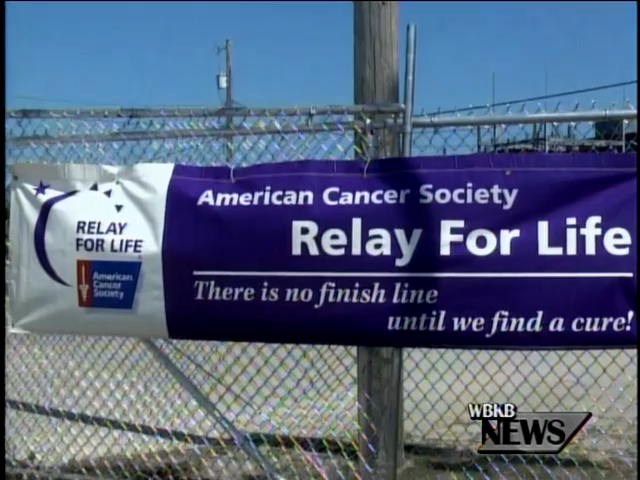 American Cancer Society
Relay For Life
There is no finish line
until we find a cure!
RELAY
FOR LIFE
American
Cancer
Society
WBKB
NEWS